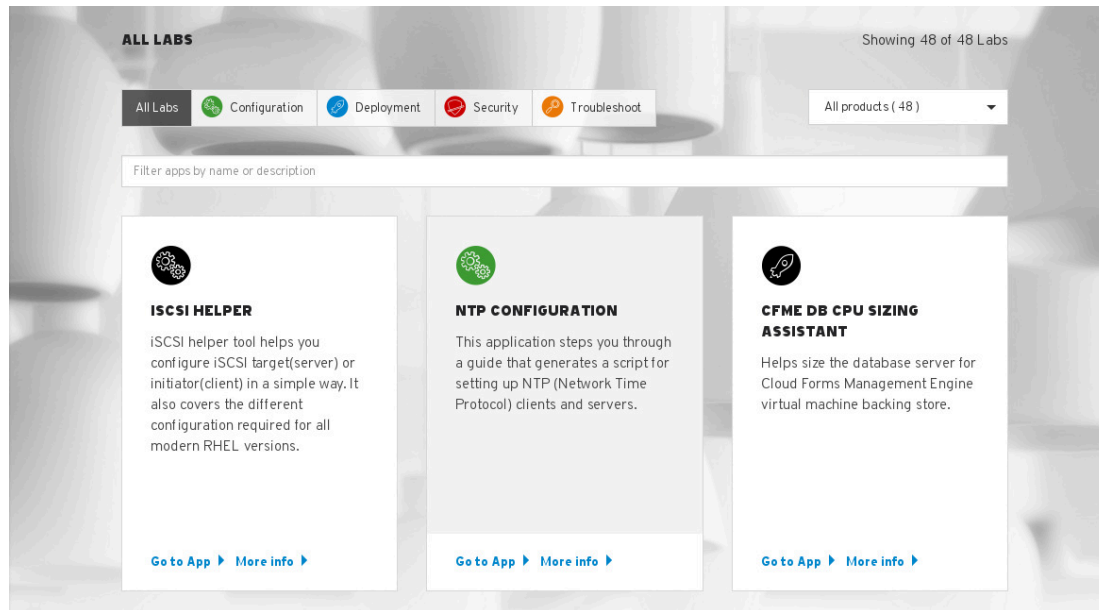 ALL LABS
Showing 48 of 48 Labs
All Labs Configuration Deployment Security Troubleshoot
All products ( 48 )
Filter apps by name or description
ISCSI HELPER
iSCSI helper tool helps you
configure iSCSI target(server) or
initiator(client) in a simple way. It
also covers the different
configuration required for all
modern RHEL versions.
Go to App More info
NTP CONFIGURATION
This application steps you through
a guide that generates a script for
setting up NTP (Network Time
Protocol) clients and servers.
Go to App More info
CFME DB CPU SIZING
ASSISTANT
Helps size the database server for
Cloud Forms Management Engine
virtual machine backing store.
Go to App More info